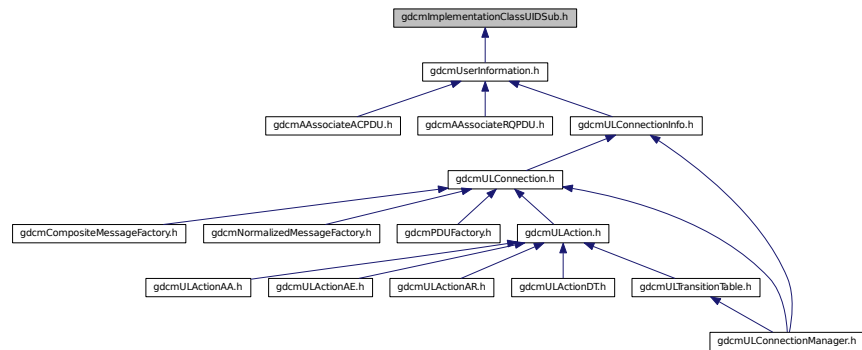 gdcmImplementationClassUIDSub.h
gdcmUserInformation.h
gdcmAAssociateACPDU.h
gdcmAAssociateRQPDU.h
gdcmULConnectionInfo.h
gdcmULConnection.h
gdcmCompositeMessageFactory.h
gdcmNormalizedMessageFactory.h
gdcmPDUFactory.h
gdcmULAction.h
gdcmULActionAA.h
gdcmULActionAE.h
gdcmULActionAR.h
gdcmULActionDT.h
gdcmULTransitionTable.h
gdcmULConnectionManager.h